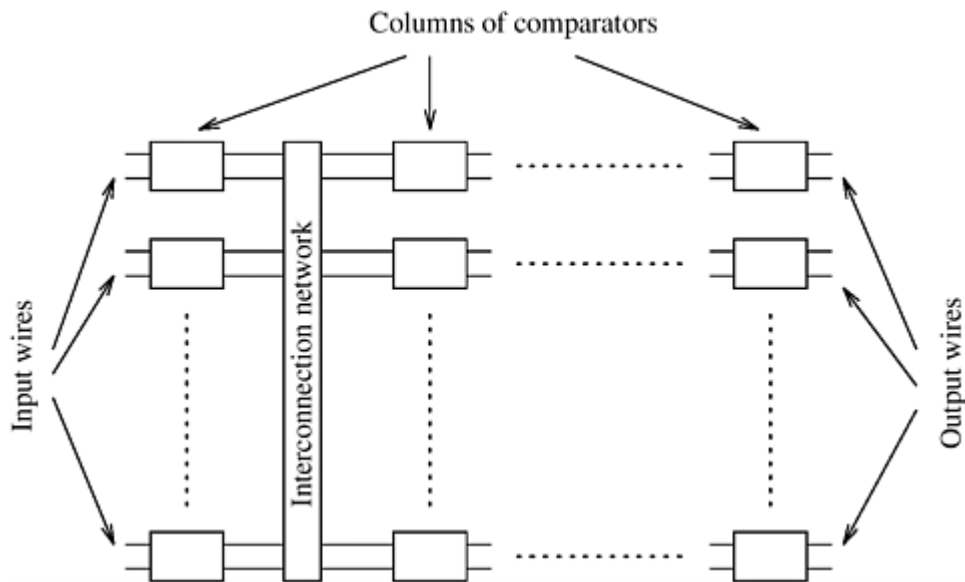 Columns of comparators
Input wires
Interconnection network
Output wires